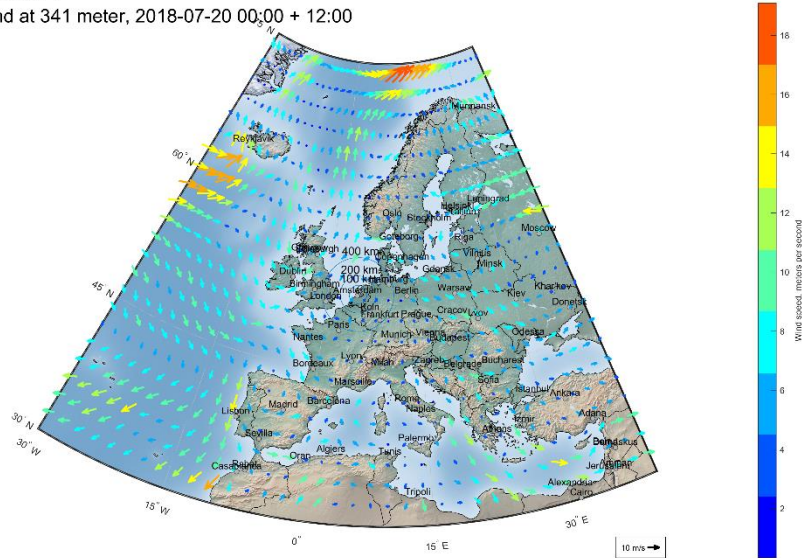 nd at 341 meter, 2018-07-20 00:00 + 12:00
75° N
60° N
45° N
30° N
30° W
15° W
0°
15° E
30° E
Reykjavik
Murmansk
Leningrad
Helsinki
Tallinn
Oslo
Stockholm
Moscow
Goteborg
Riga
400 km
Copenhagen
Vilnius
Dublin
200 km
Gdansk
Minsk
100 km
Birmingham
Amsterdam
Berlin
Warsaw
Kiev
Khar'kov
London
Koln
Donetsk
Frankfurt
Prague
Cracov
Lvov
Paris
Nantes
Munich
Vienna
Budapest
Odessa
Lyon
Milan
Zagreb
Belgrade
Bucharest
Bordeaux
Marseille
Sofia
Istanbul
Ankara
Lisbon
Madrid
Barcelona
Rome
Naples
Izmir
Adana
Sevilla
Palermo
Athens
Casablanca
Oran
Algiers
Tunis
Damaskus
Jerusalem
Amman
Tripoli
Alexandria
Cairo
10 m/s
18
16
14
12
10
8
6
4
2
Wind speed, meters per second